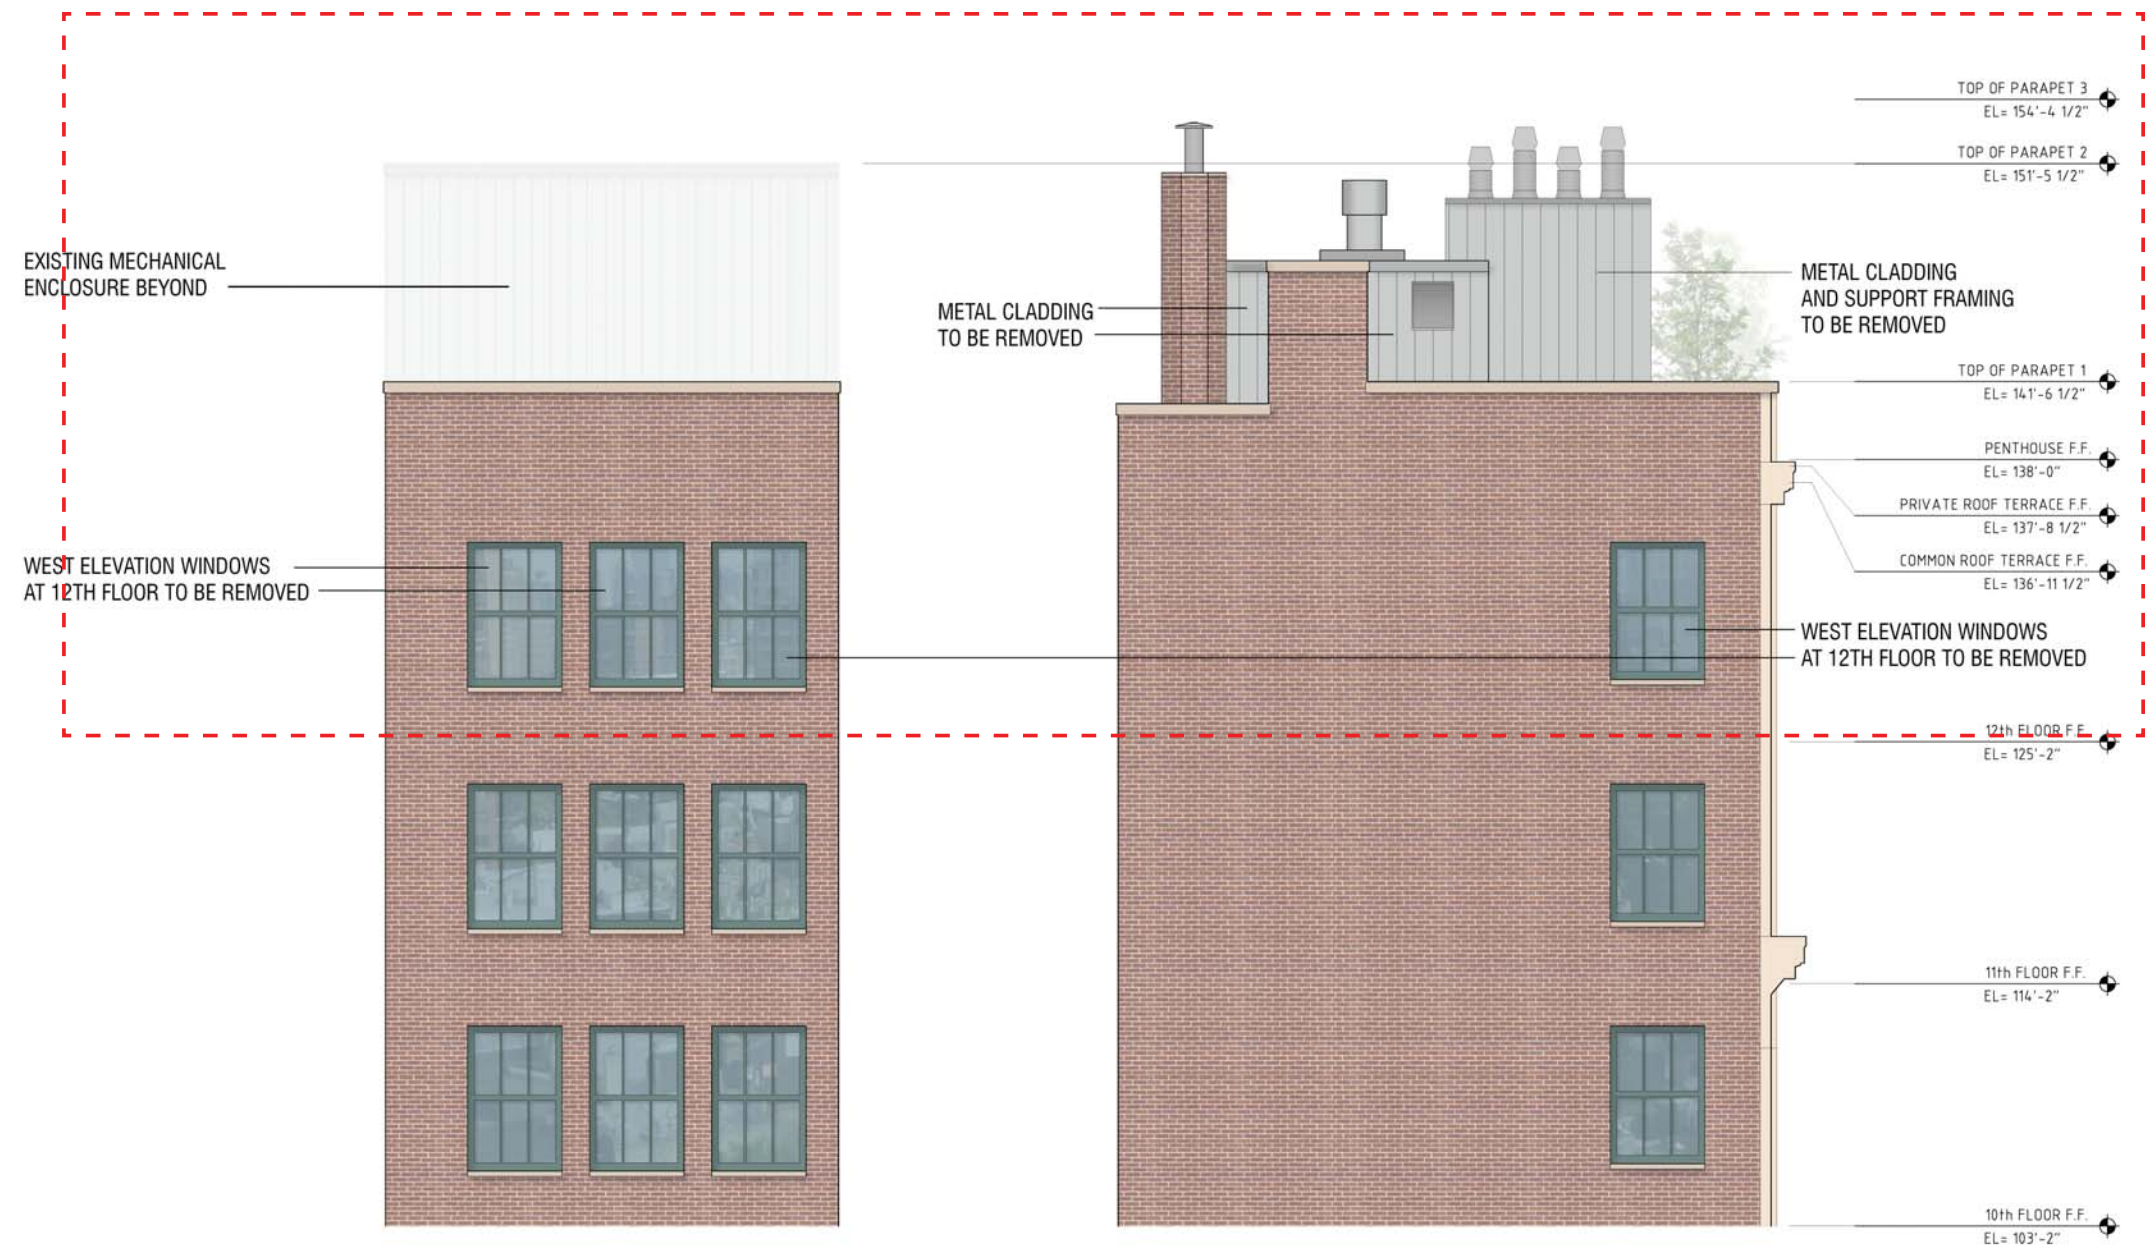 TOP OF PARAPET 3
EL= 154'-4 1/2"
TOP OF PARAPET 2
EL= 151'-5 1/2"
EXISTING MECHANICAL
ENCLOSURE BEYOND
METAL CLADDING
TO BE REMOVED
METAL CLADDING
AND SUPPORT FRAMING
TO BE REMOVED
TOP OF PARAPET 1
EL= 141'-6 1/2"
PENTHOUSE F.F.
EL= 138'-0"
PRIVATE ROOF TERRACE F.F.
EL= 137'-8 1/2"
COMMON ROOF TERRACE F.F.
EL= 136'-11 1/2"
WEST ELEVATION WINDOWS
AT 12TH FLOOR TO BE REMOVED
WEST ELEVATION WINDOWS
AT 12TH FLOOR TO BE REMOVED
12th FLOOR F.F.
EL= 125'-2"
11th FLOOR F.F.
EL= 114'-2"
10th FLOOR F.F.
EL= 103'-2"